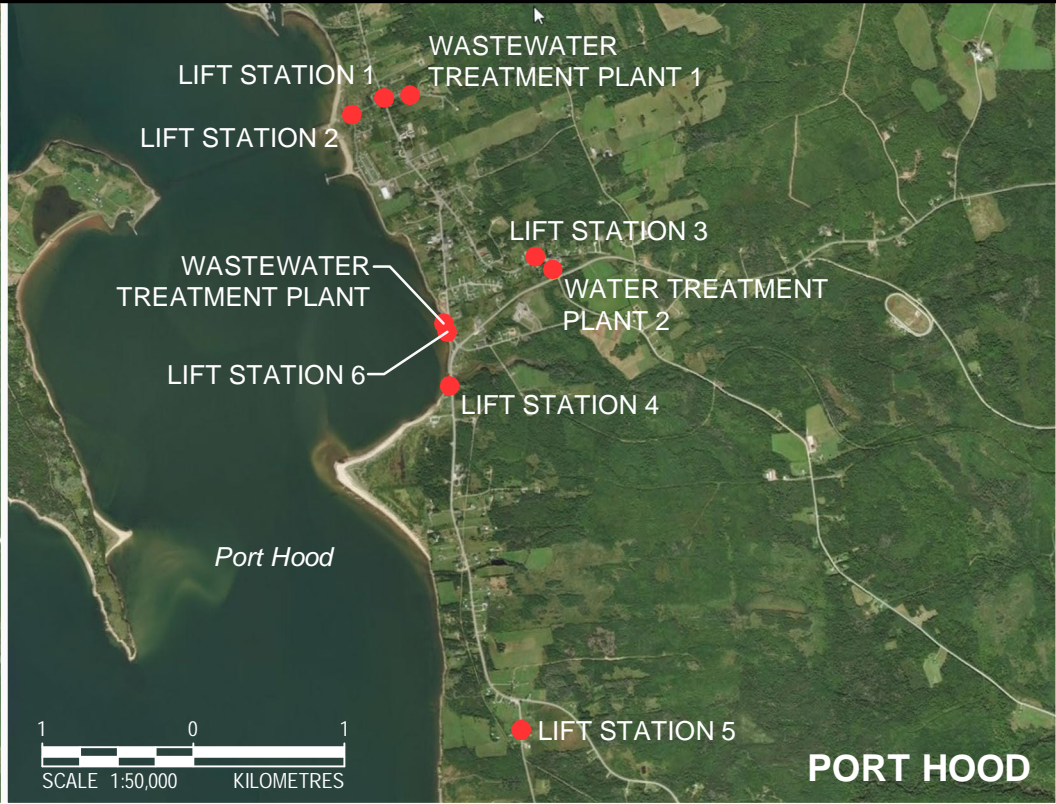 WASTEWATER
TREATMENT PLANT 1
LIFT STATION 1
LIFT STATION 2
LIFT STATION 3
WATER TREATMENT
PLANT 2
WASTEWATER
TREATMENT PLANT
LIFT STATION 6
LIFT STATION 4
Port Hood
LIFT STATION 5
1 0 1
SCALE 1:50,000 KILOMETRES
PORT HOOD